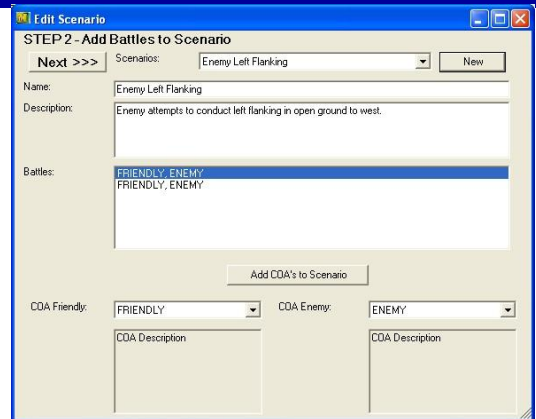 Edit Scenario
STEP 2 - Add Battles to Scenario
Next >>>
Scenarios:
Enemy Left Flanking
New
Name:
Enemy Left Flanking
Description:
Enemy attempts to conduct left flanking in open ground to west.
Battles:
FRIENDLY, ENEMY
FRIENDLY, ENEMY
Add COA's to Scenario
COA Friendly:
FRIENDLY
COA Enemy:
ENEMY
COA Description
COA Description